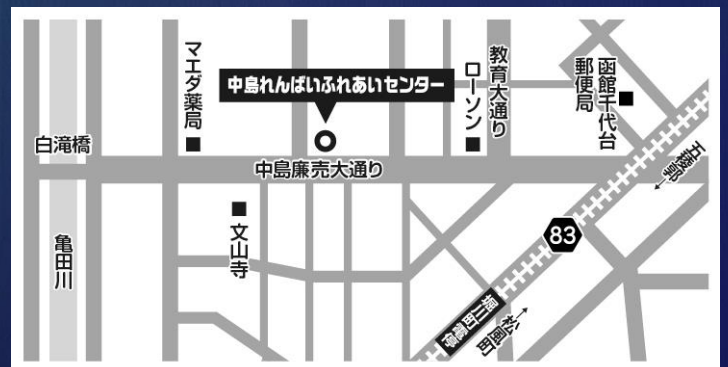 マエダ薬局
中島れんばいふれあいセンター
ローソン
教育大通り
函館千代台
郵便局
白滝橋
中島廉売大通り
五稜郭
亀田川
文山寺
83
堀川町電停
松風町